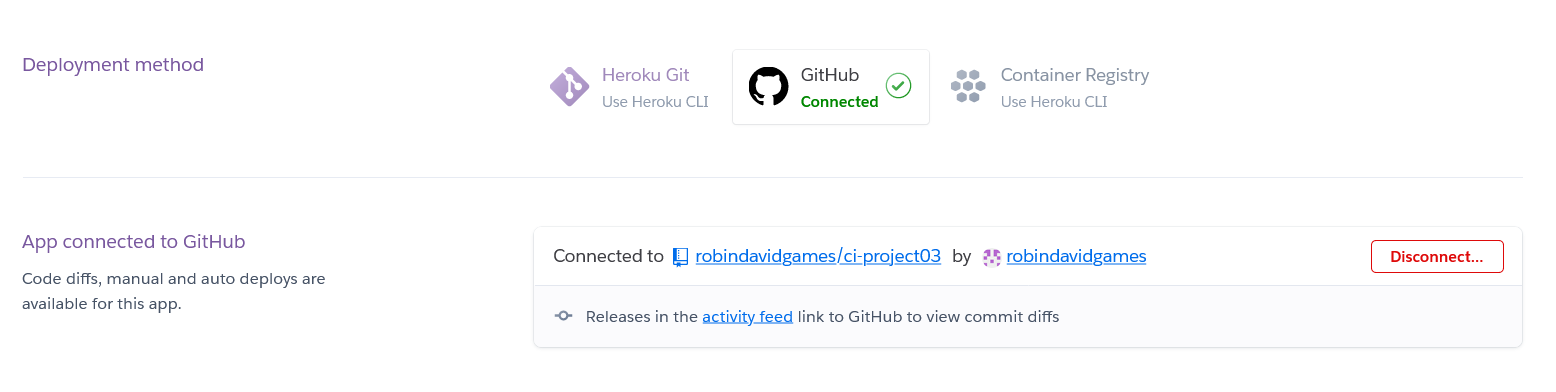 Deployment method
Heroku Git
Use Heroku CLI
GitHub
Connected
Container Registry
Use Heroku CLI
App connected to GitHub
Code diffs, manual and auto deploys are
available for this app.
Connected to robindavidgames/ci-project03 by robindavidgames
Disconnect...
Releases in the activity feed link to GitHub to view commit diffs